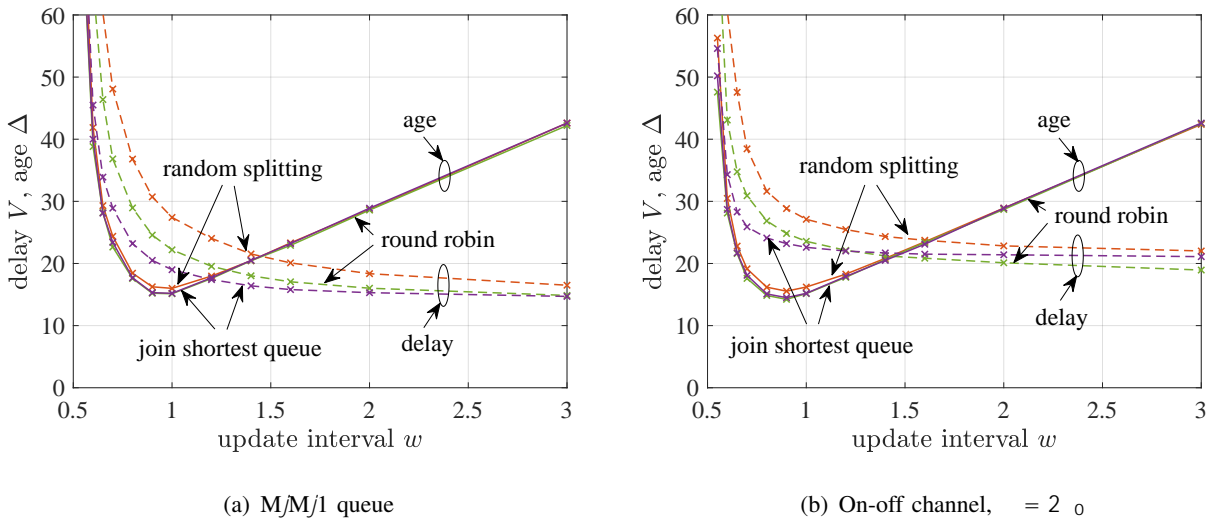 60
50
40
30
20
10
0
delay V, age Δ
age
random splitting
round robin
join shortest queue
delay
0.5 1 1.5 2 2.5 3
update interval w
(a) M/M/1 queue
60
50
40
30
20
10
0
delay V, age Δ
age
random splitting
round robin
join shortest queue
delay
0.5 1 1.5 2 2.5 3
update interval w
(b) On-off channel, = 2 o